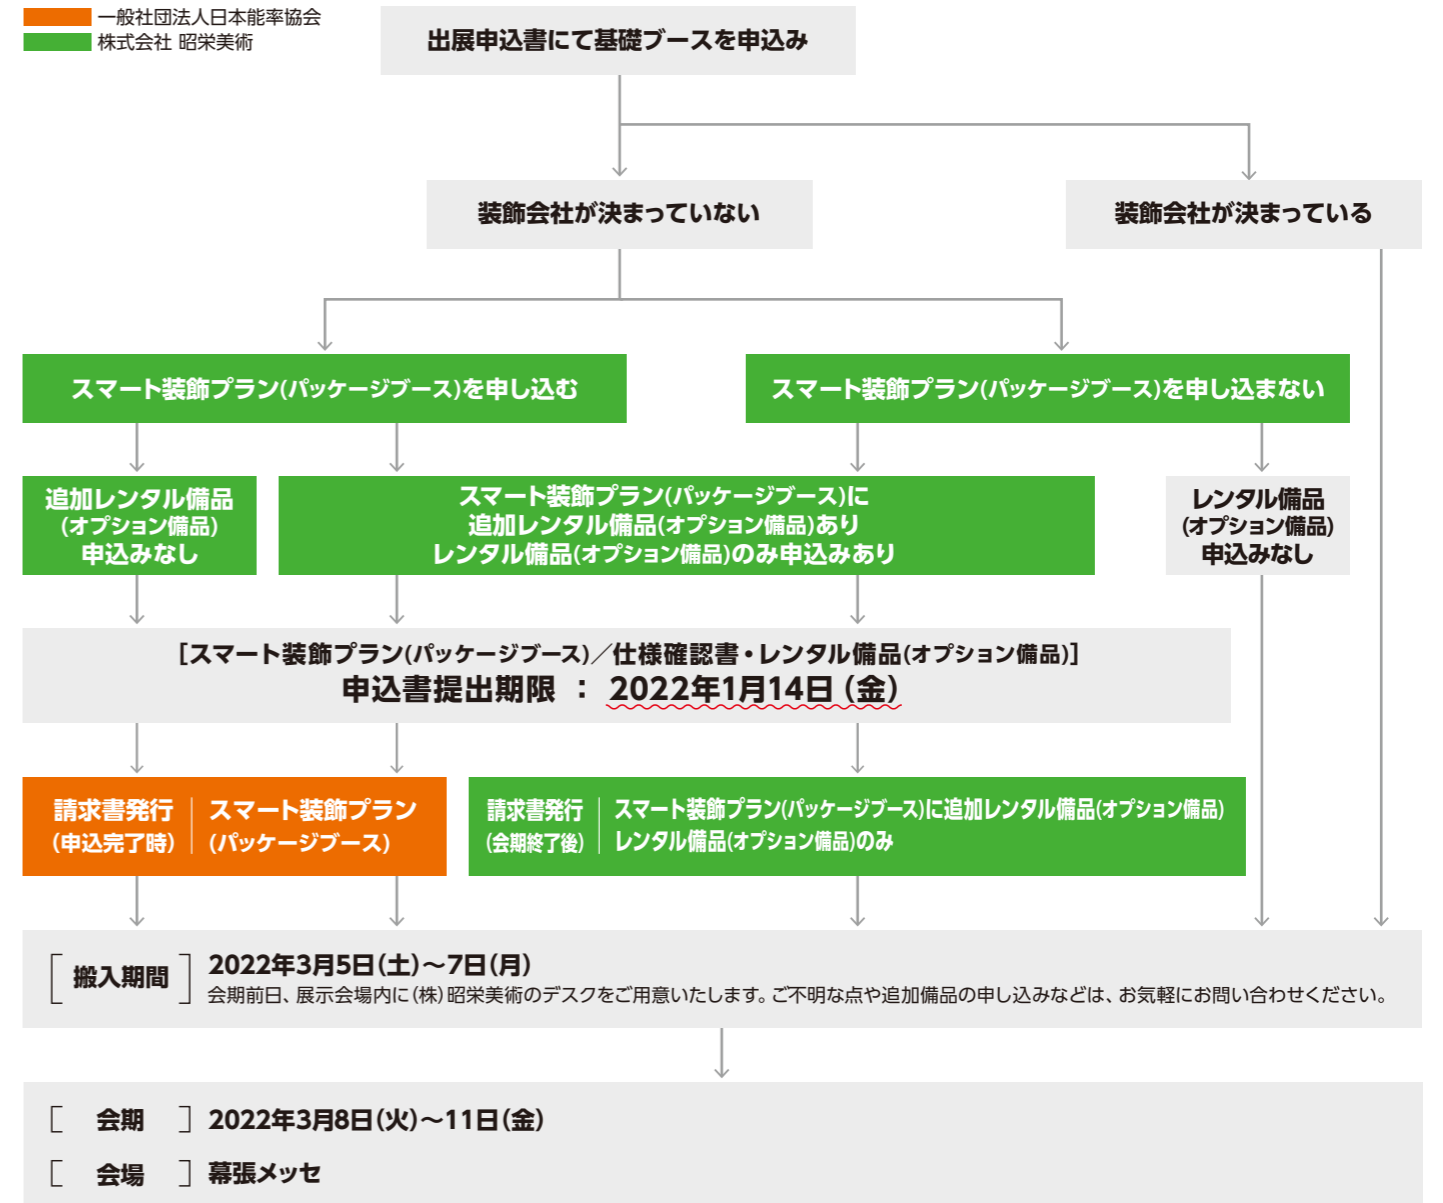 一般社団法人日本能率協会
株式会社 昭栄美術
出展申込書にて基礎ブースを申込み
装飾会社が決まっていない
装飾会社が決まっている
スマート装飾プラン(パッケージブース)を申し込む
スマート装飾プラン(パッケージブース)を申し込まない
追加レンタル備品
(オプション備品)
申込みなし
スマート装飾プラン(パッケージブース)に
追加レンタル備品(オプション備品)あり
レンタル備品(オプション備品)のみ申込みあり
レンタル備品
(オプション備品)
申込みなし
[スマート装飾プラン(パッケージブース)／仕様確認書・レンタル備品(オプション備品)]
申込書提出期限 : 2022年1月14日(金)
請求書発行
(申込完了時)
スマート装飾プラン
(パッケージブース)
請求書発行
(会期終了後)
スマート装飾プラン(パッケージブース)に追加レンタル備品(オプション備品)
レンタル備品(オプション備品)のみ
[搬入期間] 2022年3月5日(土)～7日(月)
会期前日、展示会場内に(株)昭栄美術のデスクをご用意いたします。ご不明な点や追加備品の申し込みなどは、お気軽にお問い合わせください。
[会期] 2022年3月8日(火)～11日(金)
[会場] 幕張メッセ